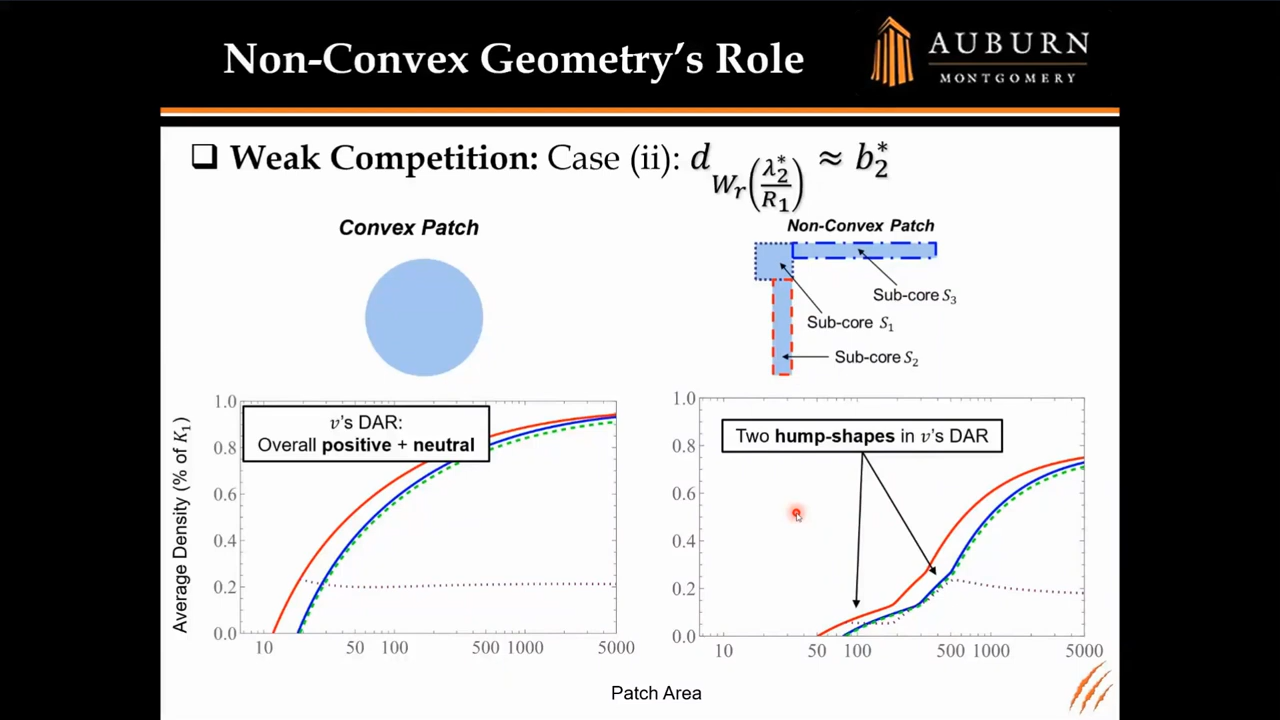 Non-Convex Geometry's Role
AUBURN
MONTGOMERY
❑ Weak Competition: Case (ii): d_{W_r(λ_2^*/R_1)} ≈ b_2^*
Convex Patch
Non-Convex Patch
Sub-core S₃
Sub-core S₁
Sub-core S₂
v's DAR:
Overall positive + neutral
Two hump-shapes in v's DAR
Average Density (% of K₁)
1.0
0.8
0.6
0.4
0.2
0.0
10 50 100 500 1000 5000
1.0
0.8
0.6
0.4
0.2
0.0
10 50 100 500 1000 5000
Patch Area